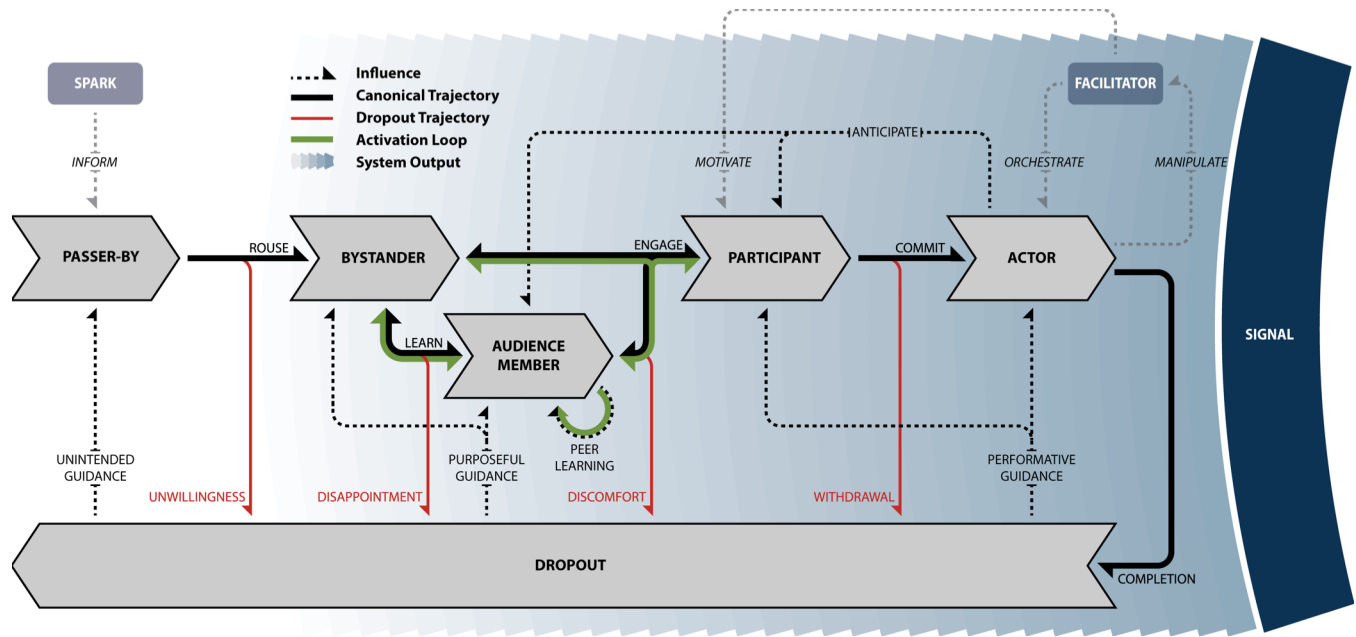 SPARK
INFORM
Influence
Canonical Trajectory
Dropout Trajectory
Activation Loop
System Output
FACILITATOR
ANTICIPATE
MOTIVATE
ORCHESTRATE
MANIPULATE
PASSER-BY
ROUSE
BYSTANDER
ENGAGE
PARTICIPANT
COMMIT
ACTOR
SIGNAL
LEARN
AUDIENCE
MEMBER
PEER
LEARNING
UNINTENDED
GUIDANCE
PURPOSEFUL
GUIDANCE
PERFORMATIVE
GUIDANCE
UNWILLINGNESS
DISAPPOINTMENT
DISCOMFORT
WITHDRAWAL
DROPOUT
COMPLETION